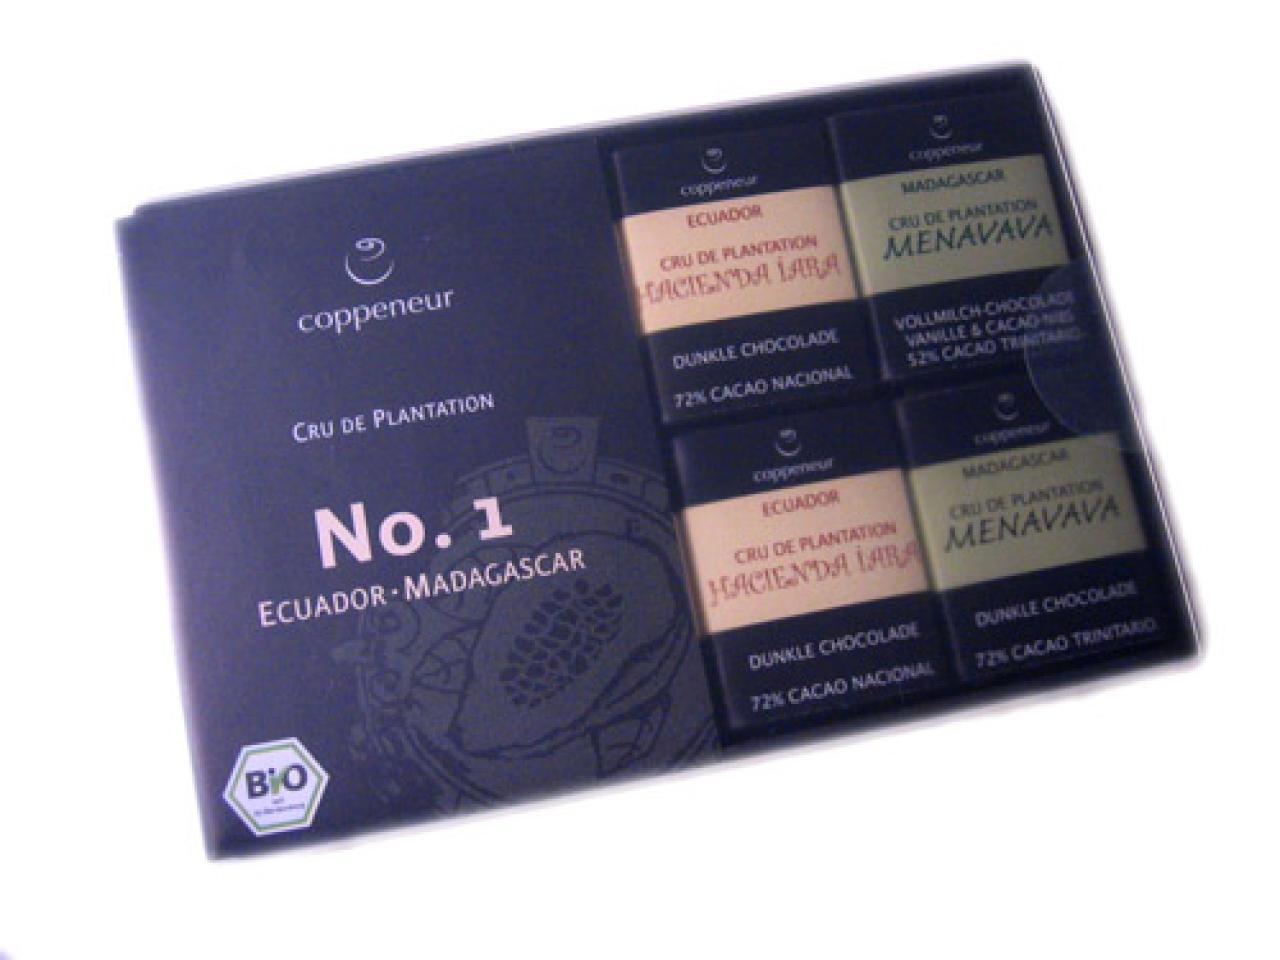 coppeneur
CRU DE PLANTATION
No. 1
ECUADOR · MADAGASCAR
BiO
coppeneur
ECUADOR
CRU DE PLANTATION
HACIENDA IARA
DUNKLE CHOCOLADE
72% CACAO NACIONAL
coppeneur
MADAGASCAR
CRU DE PLANTATION
MENAVAVA
VOLLMILCH-CHOCOLADE
VANILLE & CACAO-NIBS
52% CACAO TRINITARIO
coppeneur
ECUADOR
CRU DE PLANTATION
HACIENDA IARA
DUNKLE CHOCOLADE
72% CACAO NACIONAL
coppeneur
MADAGASCAR
CRU DE PLANTATION
MENAVAVA
DUNKLE CHOCOLADE
72% CACAO TRINITARIO